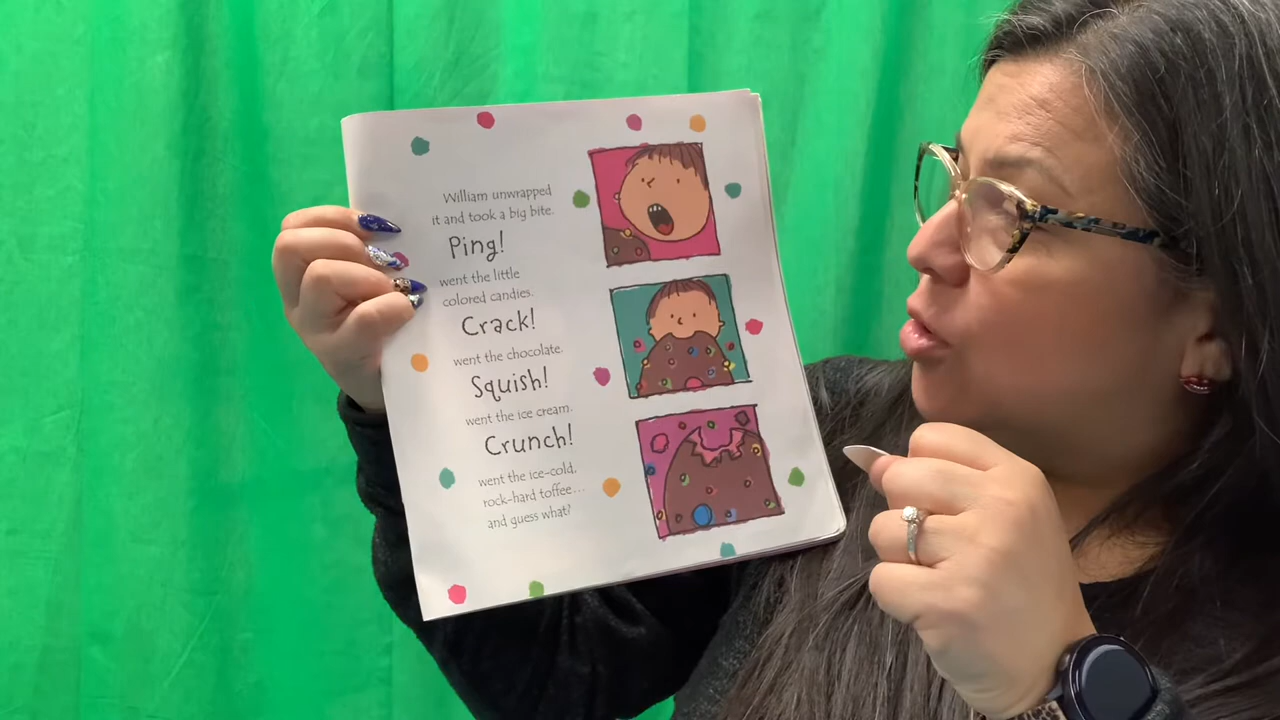 William unwrapped
it and took a big bite.
Ping!
went the little
colored candies.
Crack!
went the chocolate.
Squish!
went the ice cream.
Crunch!
went the ice-cold,
rock-hard toffee...
and guess what?